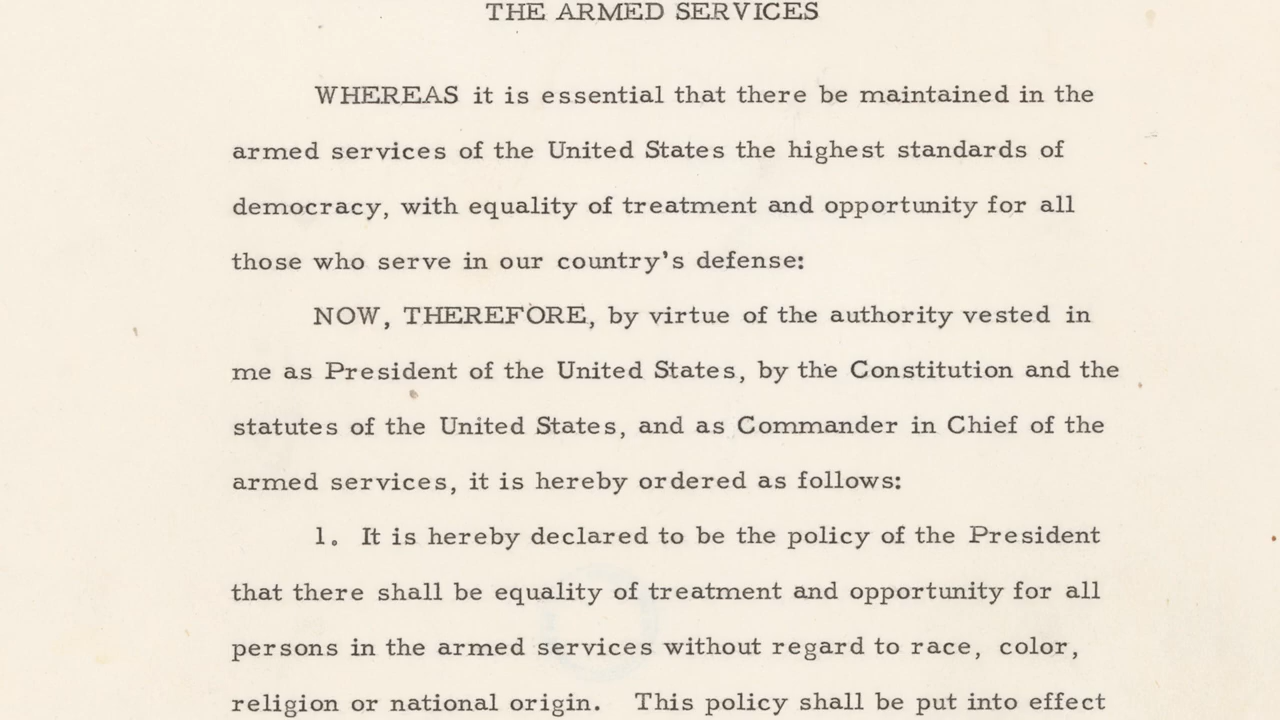 THE ARMED SERVICES
WHEREAS it is essential that there be maintained in the
armed services of the United States the highest standards of
democracy, with equality of treatment and opportunity for all
those who serve in our country's defense:
NOW, THEREFORE, by virtue of the authority vested in
me as President of the United States, by the Constitution and the
statutes of the United States, and as Commander in Chief of the
armed services, it is hereby ordered as follows:
1. It is hereby declared to be the policy of the President
that there shall be equality of treatment and opportunity for all
persons in the armed services without regard to race, color,
religion or national origin. This policy shall be put into effect